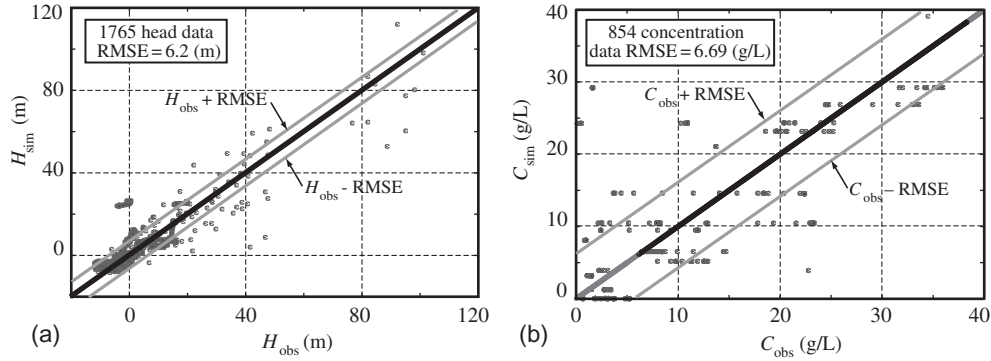 (a)
1765 head data
RMSE = 6.2 (m)
120
80
40
0
H_sim (m)
H_obs + RMSE
H_obs - RMSE
0
40
80
120
H_obs (m)
(b)
854 concentration
data RMSE = 6.69 (g/L)
40
30
20
10
0
C_sim (g/L)
C_obs + RMSE
C_obs − RMSE
0
10
20
30
40
C_obs (g/L)